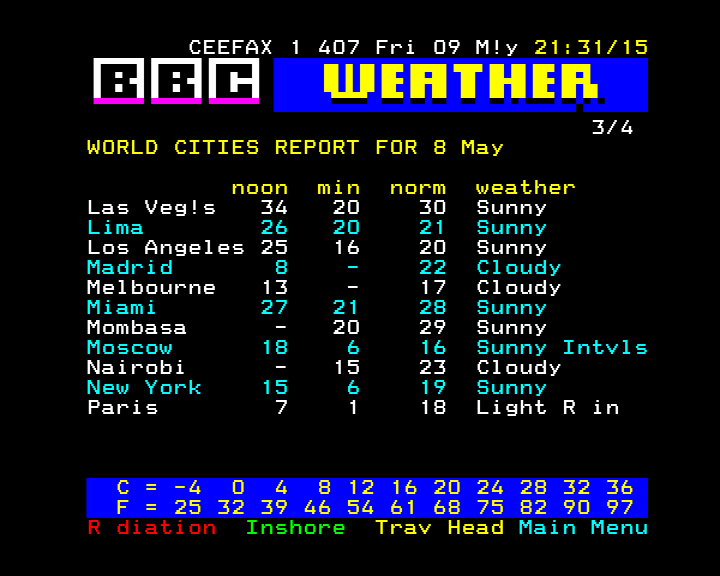 CEEFAX 1 407 Fri 09 M!y 21:31/15
BBC WEATHER
3/4
WORLD CITIES REPORT FOR 8 May
noon min norm weather
Las Veg!s 34 20 30 Sunny
Lima 26 20 21 Sunny
Los Angeles 25 16 20 Sunny
Madrid 8 - 22 Cloudy
Melbourne 13 - 17 Cloudy
Miami 27 21 28 Sunny
Mombasa - 20 29 Sunny
Moscow 18 6 16 Sunny Intvls
Nairobi - 15 23 Cloudy
New York 15 6 19 Sunny
Paris 7 1 18 Light R in
C = -4 0 4 8 12 16 20 24 28 32 36
F = 25 32 39 46 54 61 68 75 82 90 97
R diation Inshore Trav Head Main Menu